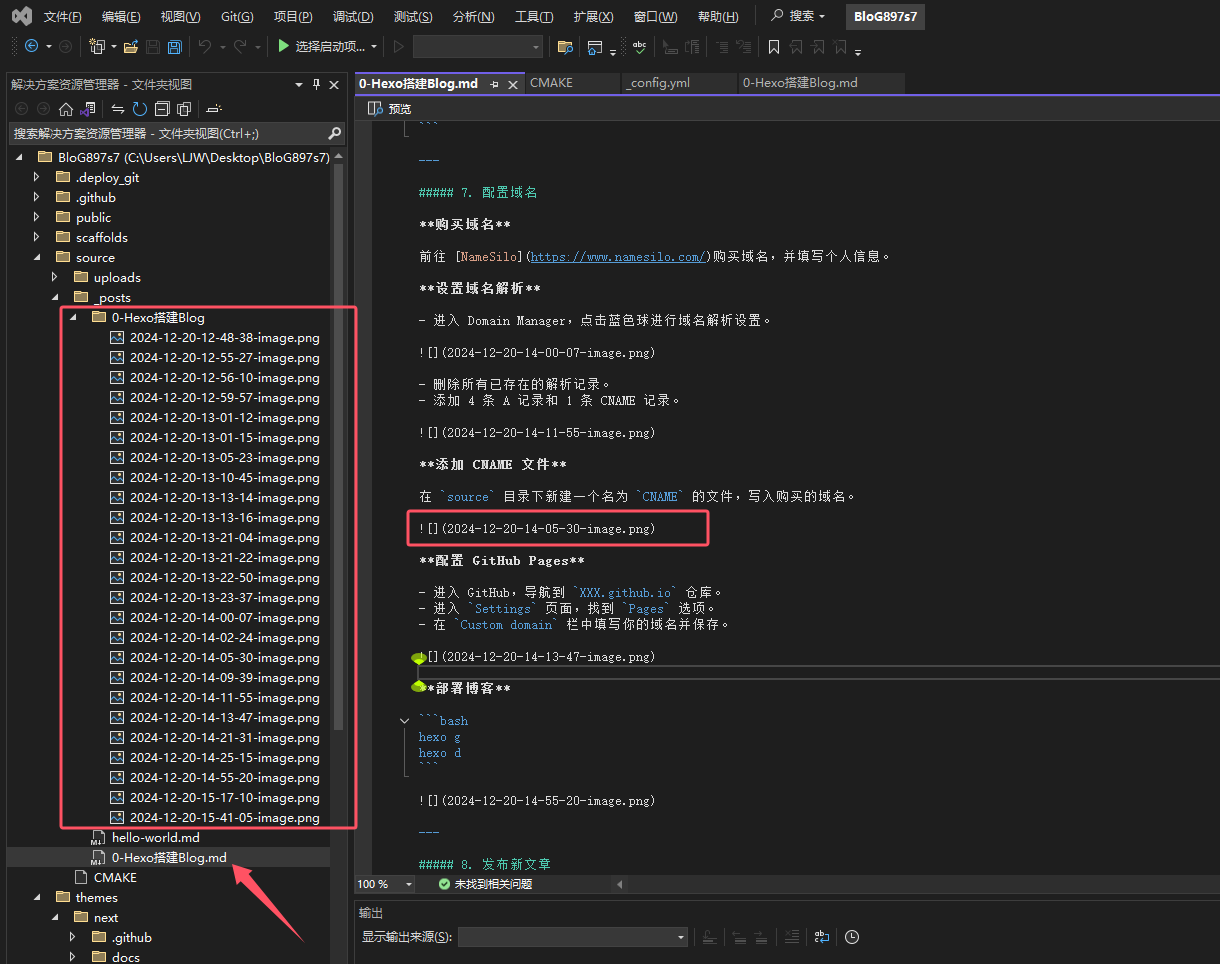 文件(F) 编辑(E) 视图(V) Git(G) 项目(P) 调试(D) 测试(S) 分析(N) 工具(T) 扩展(X) 窗口(W) 帮助(H) 搜索 BloG897s7
选择启动项...
解决方案资源管理器 - 文件夹视图
搜索解决方案资源管理器 - 文件夹视图(Ctrl+;)
BloG897s7 (C:\Users\LJW\Desktop\BloG897s7)
.deploy_git
.github
public
scaffolds
source
uploads
_posts
0-Hexo搭建Blog
2024-12-20-12-48-38-image.png
2024-12-20-12-55-27-image.png
2024-12-20-12-56-10-image.png
2024-12-20-12-59-57-image.png
2024-12-20-13-01-12-image.png
2024-12-20-13-01-15-image.png
2024-12-20-13-05-23-image.png
2024-12-20-13-10-45-image.png
2024-12-20-13-13-14-image.png
2024-12-20-13-13-16-image.png
2024-12-20-13-21-04-image.png
2024-12-20-13-21-22-image.png
2024-12-20-13-22-50-image.png
2024-12-20-13-23-37-image.png
2024-12-20-14-00-07-image.png
2024-12-20-14-02-24-image.png
2024-12-20-14-05-30-image.png
2024-12-20-14-09-39-image.png
2024-12-20-14-11-55-image.png
2024-12-20-14-13-47-image.png
2024-12-20-14-21-31-image.png
2024-12-20-14-25-15-image.png
2024-12-20-14-55-20-image.png
2024-12-20-15-17-10-image.png
2024-12-20-15-41-05-image.png
hello-world.md
0-Hexo搭建Blog.md
CMAKE
themes
next
.github
docs
0-Hexo搭建Blog.md CMAKE _config.yml 0-Hexo搭建Blog.md
预览
```
---
##### 7. 配置域名
**购买域名**
前往 [NameSilo](https://www.namesilo.com/)购买域名，并填写个人信息。
**设置域名解析**
- 进入 Domain Manager，点击蓝色球进行域名解析设置。
![](2024-12-20-14-00-07-image.png)
- 删除所有已存在的解析记录。
- 添加 4 条 A 记录和 1 条 CNAME 记录。
![](2024-12-20-14-11-55-image.png)
**添加 CNAME 文件**
在 `source` 目录下新建一个名为 `CNAME` 的文件，写入购买的域名。
![](2024-12-20-14-05-30-image.png)
**配置 GitHub Pages**
- 进入 GitHub，导航到 `XXX.github.io` 仓库。
- 进入 `Settings` 页面，找到 `Pages` 选项。
- 在 `Custom domain` 栏中填写你的域名并保存。
[](2024-12-20-14-13-47-image.png)
*部署博客**
```bash
hexo g
hexo d
```
![](2024-12-20-14-55-20-image.png)
---
##### 8. 发布新文章
100 % 未找到相关问题
输出
显示输出来源(S):